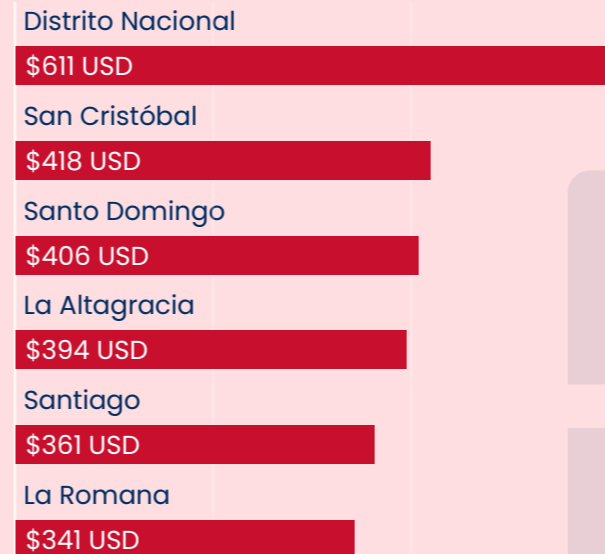 Distrito Nacional
$611 USD
San Cristóbal
$418 USD
Santo Domingo
$406 USD
La Altagracia
$394 USD
Santiago
$361 USD
La Romana
$341 USD